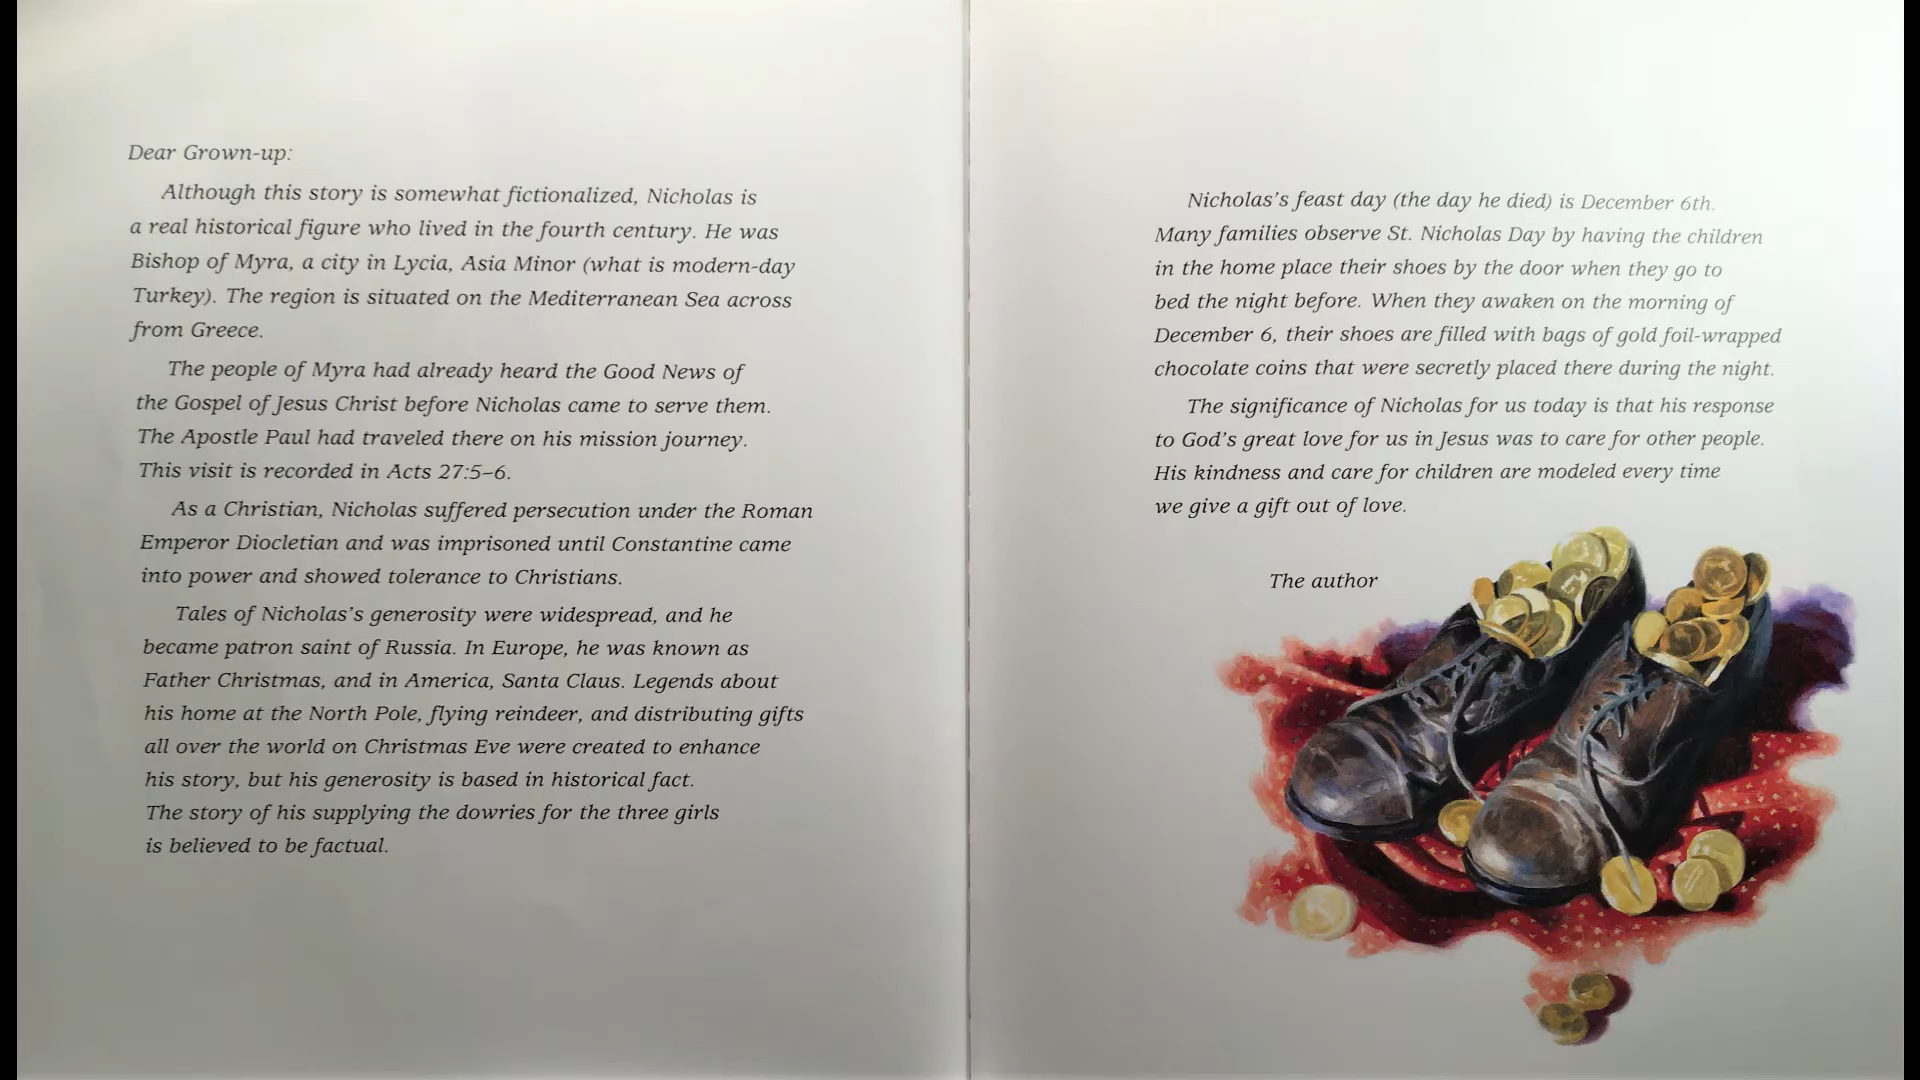 Dear Grown-up:
Although this story is somewhat fictionalized, Nicholas is
a real historical figure who lived in the fourth century. He was
Bishop of Myra, a city in Lycia, Asia Minor (what is modern-day
Turkey). The region is situated on the Mediterranean Sea across
from Greece.
The people of Myra had already heard the Good News of
the Gospel of Jesus Christ before Nicholas came to serve them.
The Apostle Paul had traveled there on his mission journey.
This visit is recorded in Acts 27:5–6.
As a Christian, Nicholas suffered persecution under the Roman
Emperor Diocletian and was imprisoned until Constantine came
into power and showed tolerance to Christians.
Tales of Nicholas's generosity were widespread, and he
became patron saint of Russia. In Europe, he was known as
Father Christmas, and in America, Santa Claus. Legends about
his home at the North Pole, flying reindeer, and distributing gifts
all over the world on Christmas Eve were created to enhance
his story, but his generosity is based in historical fact.
The story of his supplying the dowries for the three girls
is believed to be factual.
Nicholas's feast day (the day he died) is December 6th.
Many families observe St. Nicholas Day by having the children
in the home place their shoes by the door when they go to
bed the night before. When they awaken on the morning of
December 6, their shoes are filled with bags of gold foil-wrapped
chocolate coins that were secretly placed there during the night.
The significance of Nicholas for us today is that his response
to God's great love for us in Jesus was to care for other people.
His kindness and care for children are modeled every time
we give a gift out of love.
The author